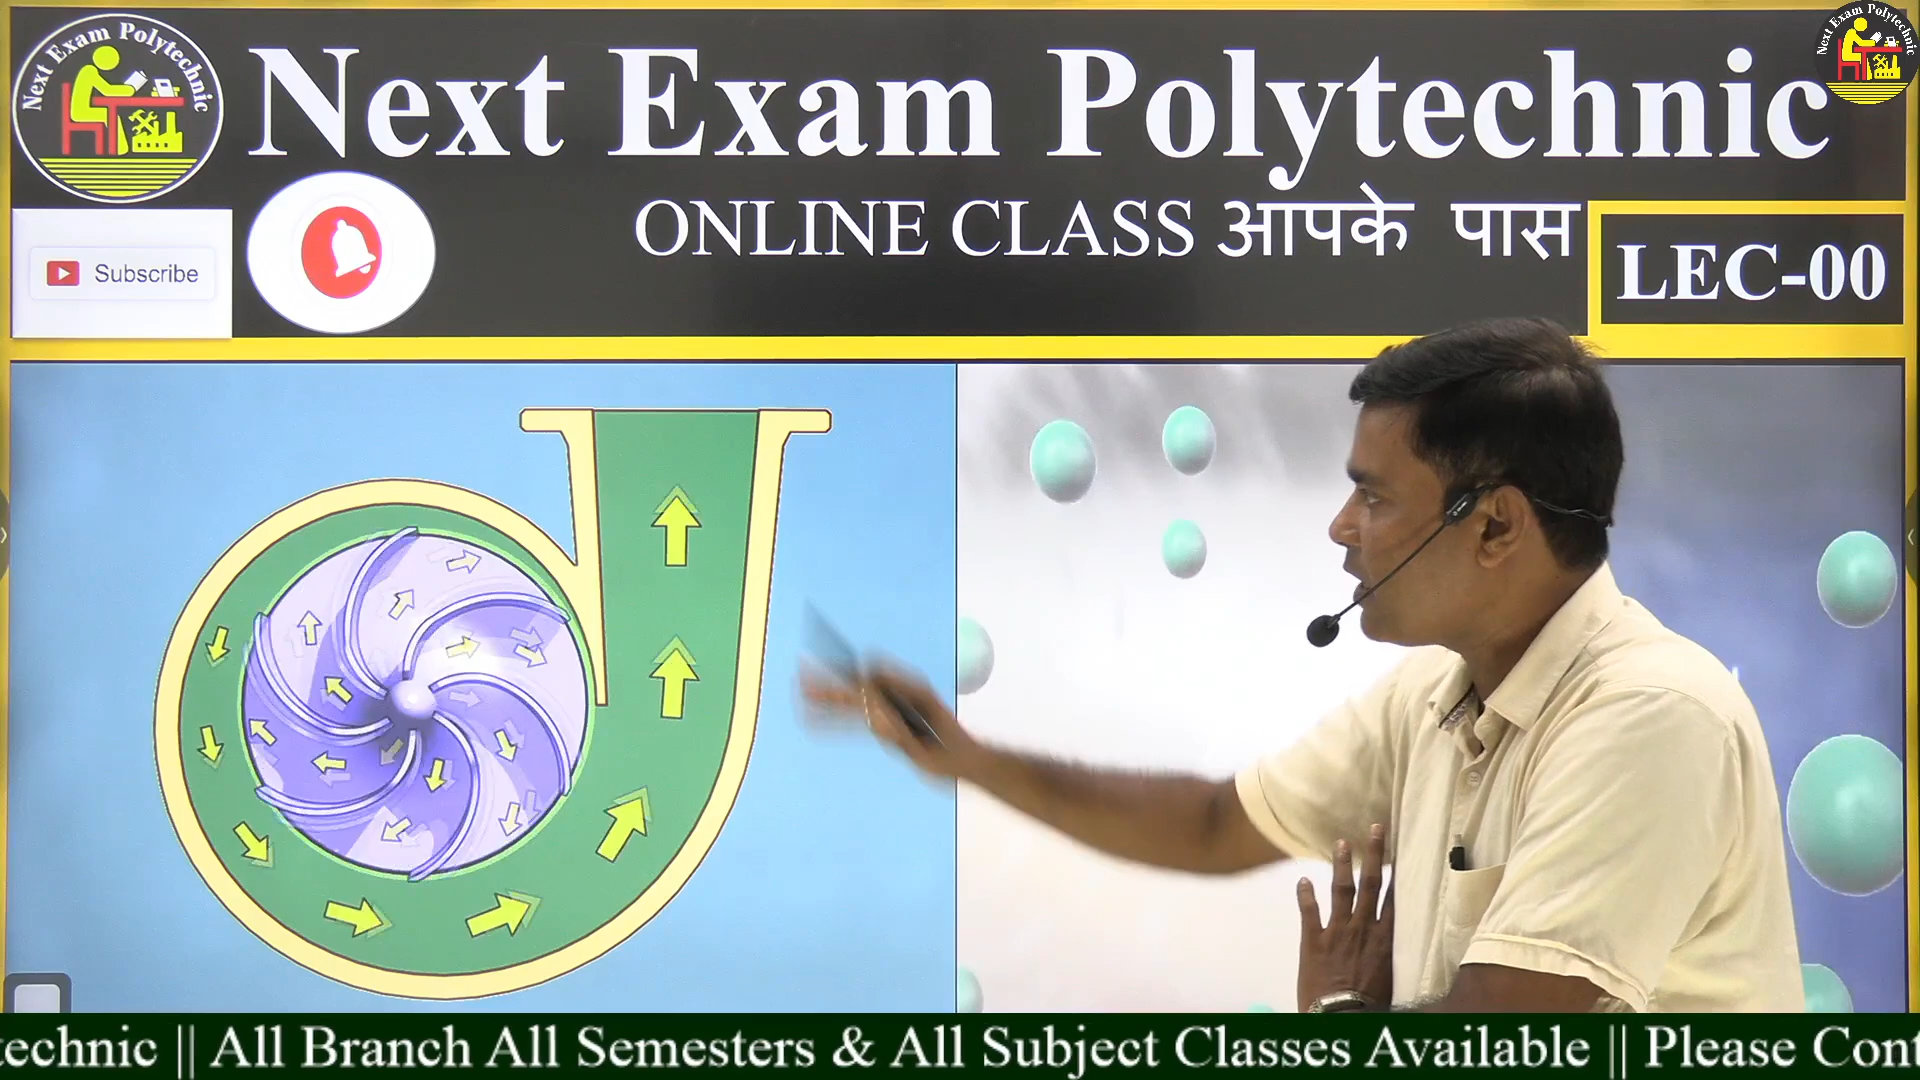 Next Exam Polytechnic
Next Exam Polytechnic
Next Exam Polytechnic
ONLINE CLASS आपके पास
Subscribe
LEC-00
technic || All Branch All Semesters & All Subject Classes Available || Please Cont